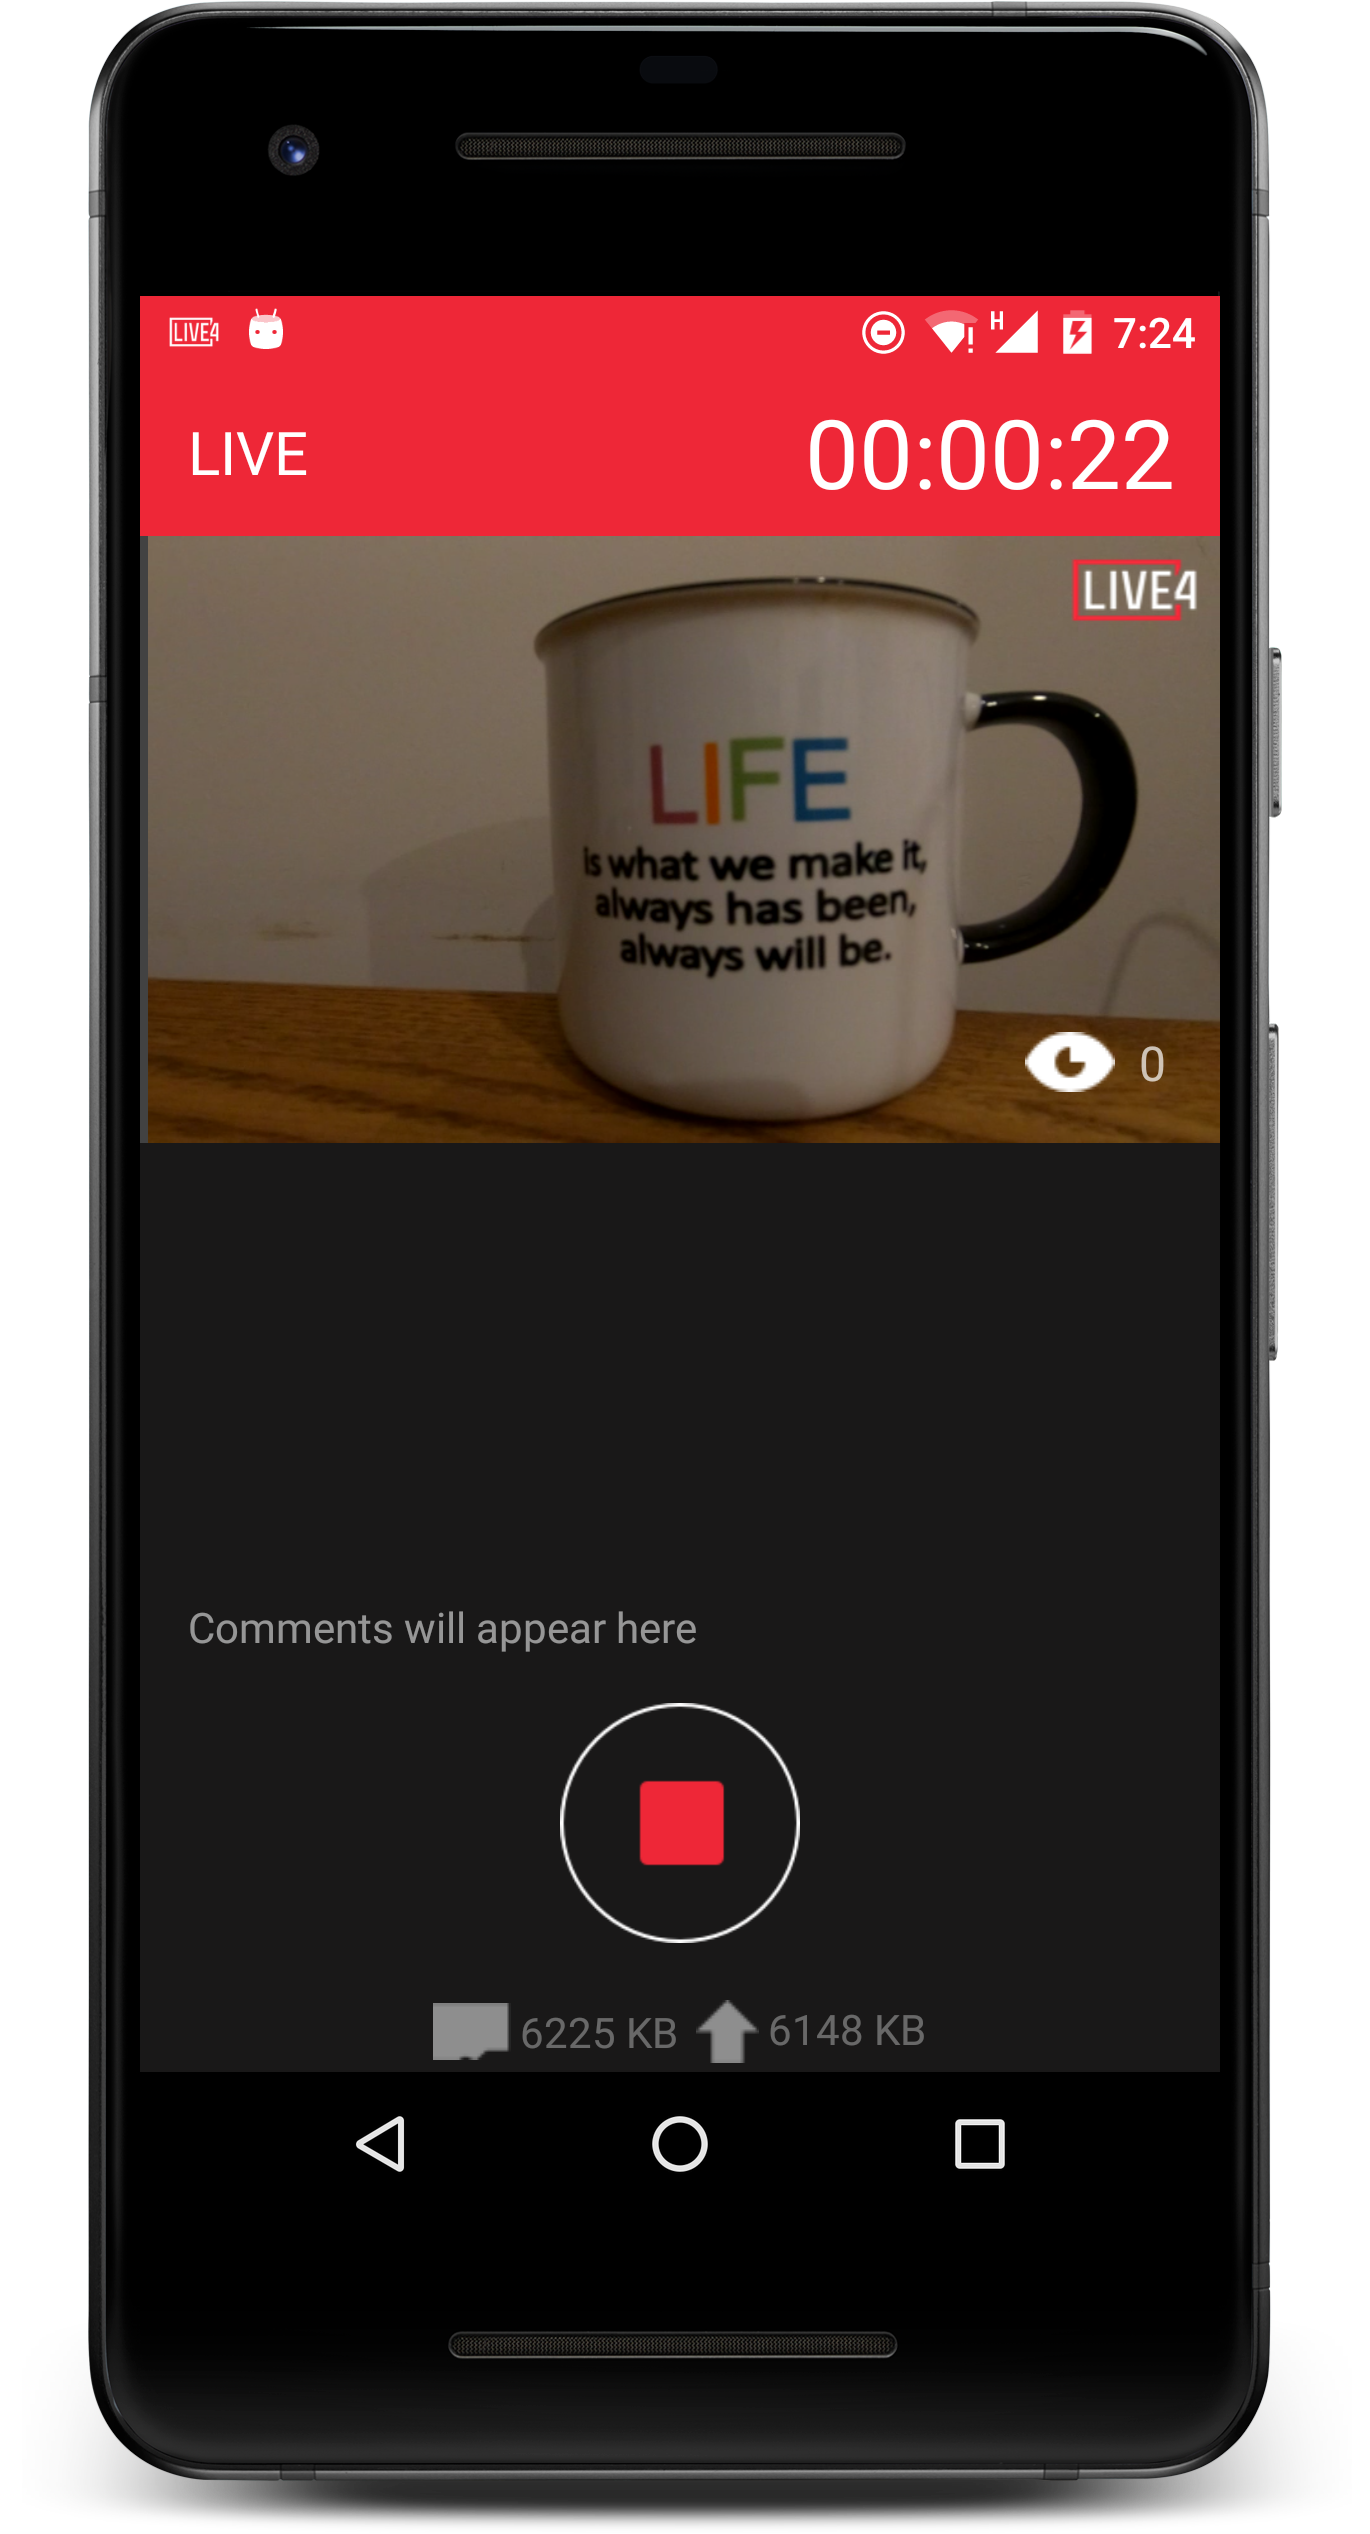 LIVE4
H
7:24
LIVE
00:00:22
LIVE4
LIFE
is what we make it,
always has been,
always will be.
0
Comments will appear here
6225 KB
6148 KB